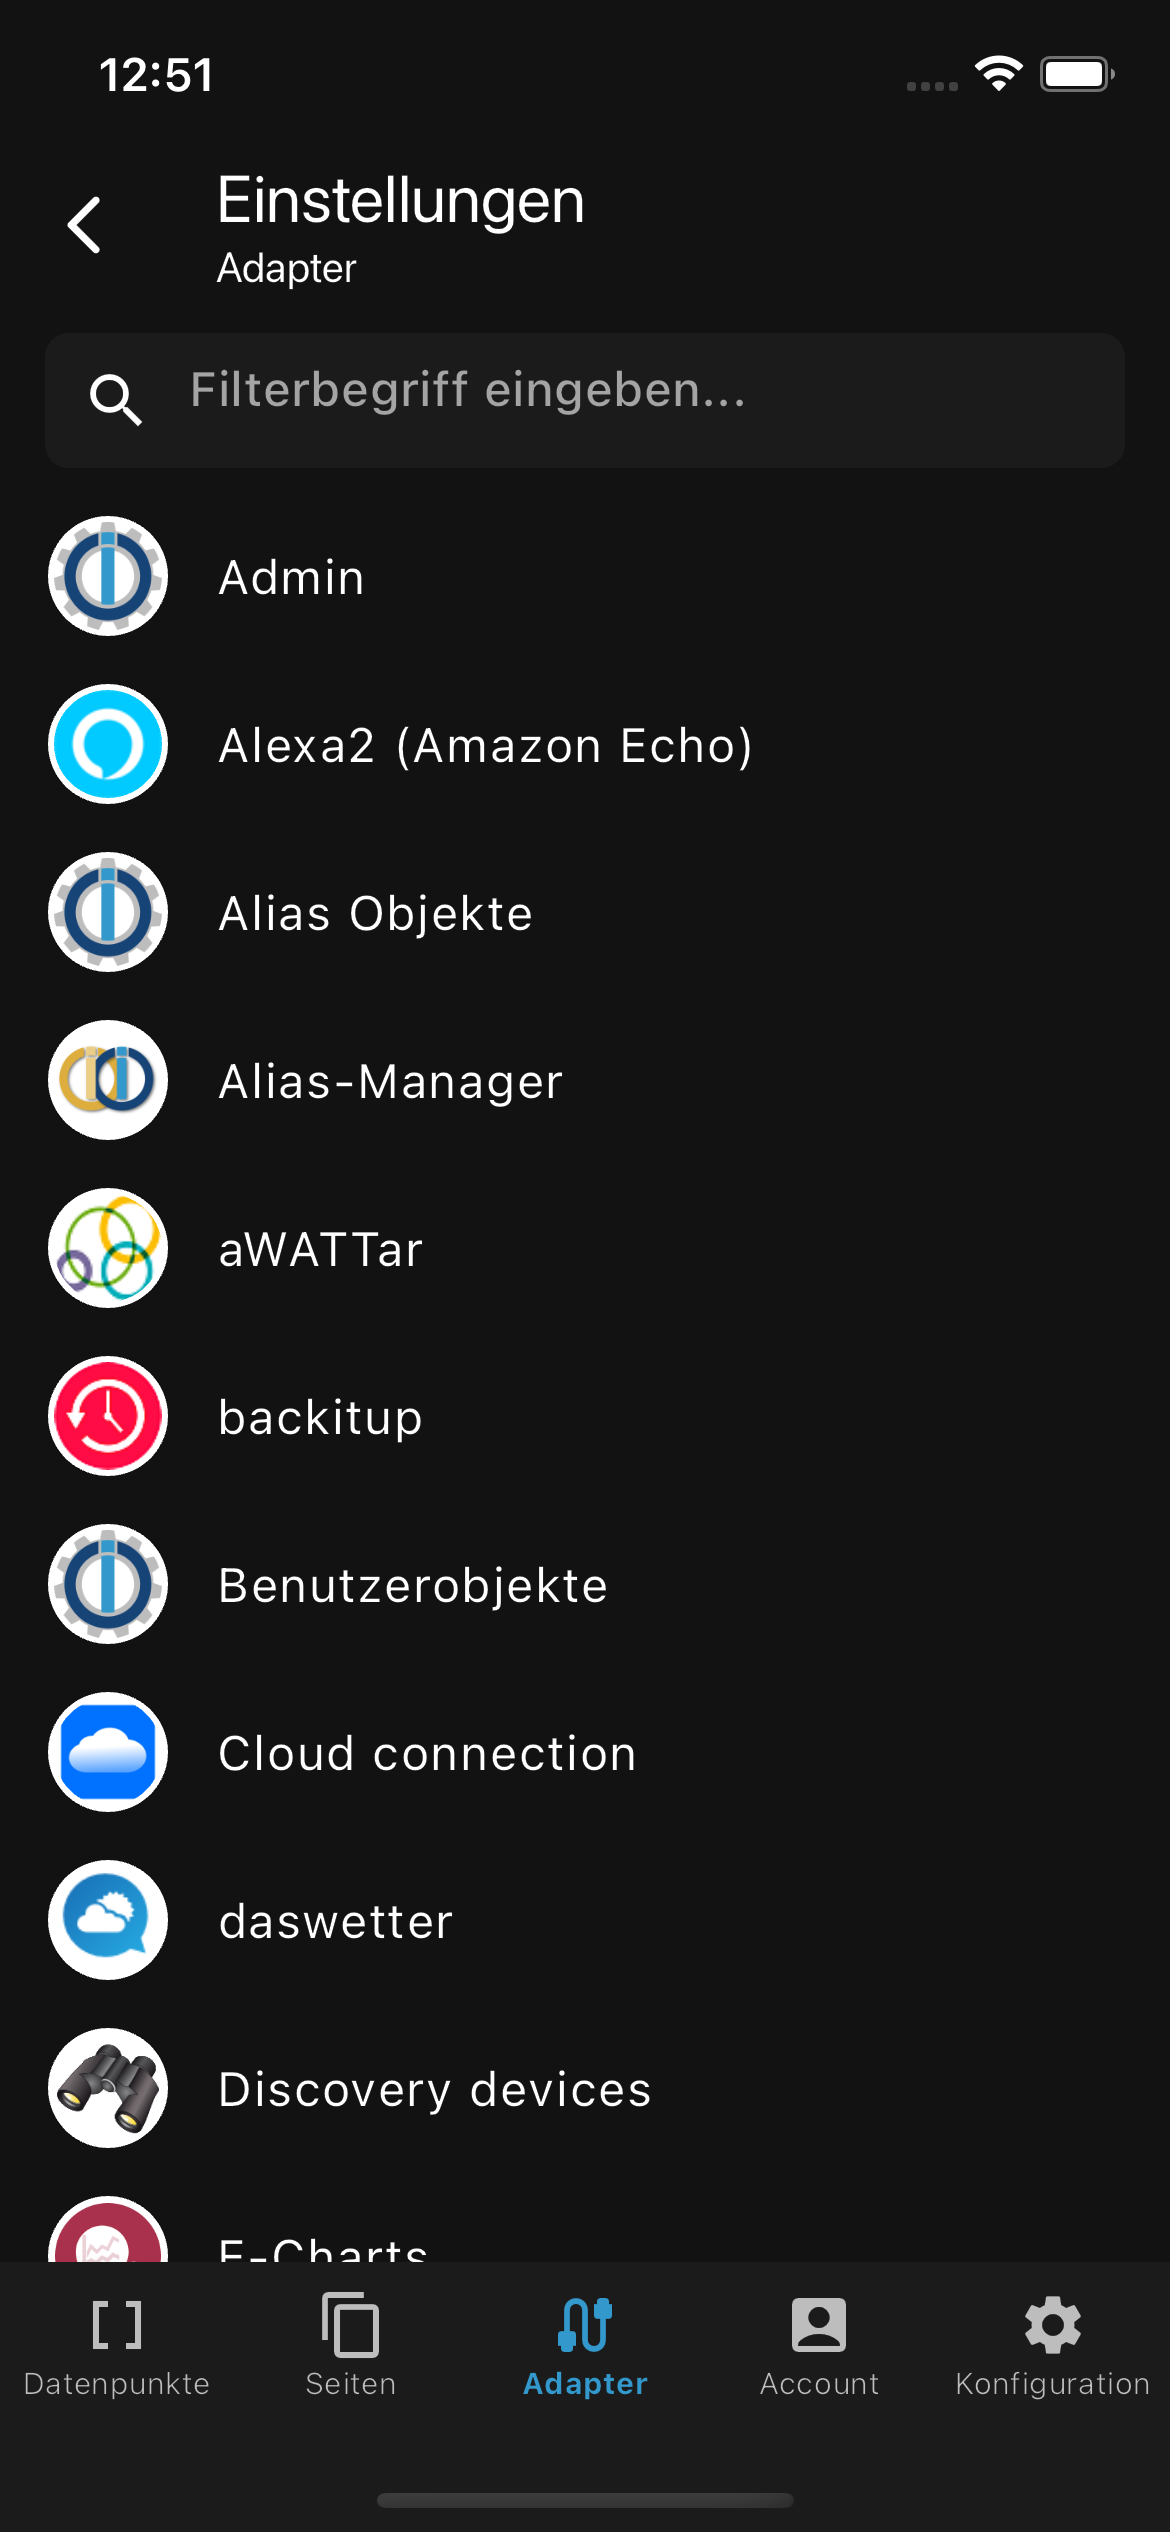 12:51
Einstellungen
Adapter
Filterbegriff eingeben...
Admin
Alexa2 (Amazon Echo)
Alias Objekte
Alias-Manager
aWATTar
backitup
Benutzerobjekte
Cloud connection
daswetter
Discovery devices
E-Charts
Datenpunkte
Seiten
Adapter
Account
Konfiguration